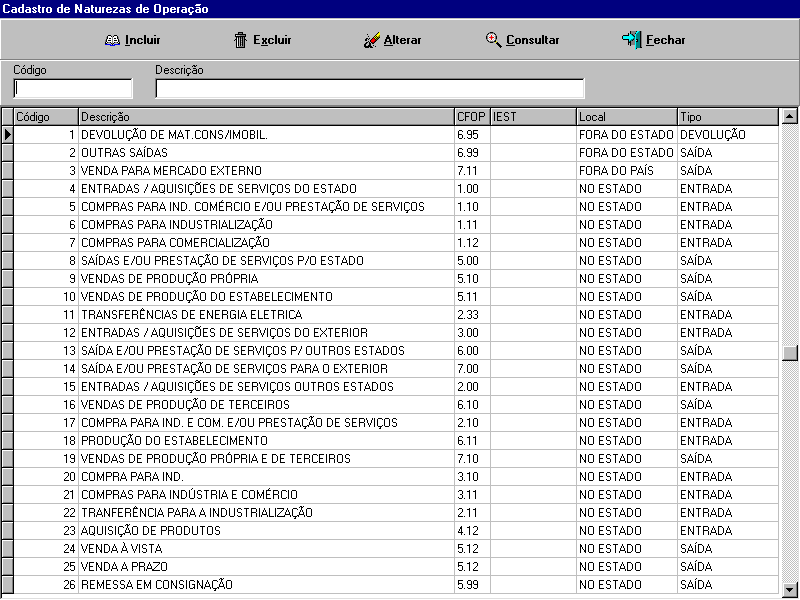 Cadastro de Naturezas de Operação
Incluir Excluir Alterar Consultar Fechar
Código Descrição
Código Descrição CFOP IEST Local Tipo
1 DEVOLUÇÃO DE MAT.CONS/IMOBIL. 6.95 FORA DO ESTADO DEVOLUÇÃO
2 OUTRAS SAÍDAS 6.99 FORA DO ESTADO SAÍDA
3 VENDA PARA MERCADO EXTERNO 7.11 FORA DO PAÍS SAÍDA
4 ENTRADAS / AQUISIÇÕES DE SERVIÇOS DO ESTADO 1.00 NO ESTADO ENTRADA
5 COMPRAS PARA IND. COMÉRCIO E/OU PRESTAÇÃO DE SERVIÇOS 1.10 NO ESTADO ENTRADA
6 COMPRAS PARA INDUSTRIALIZAÇÃO 1.11 NO ESTADO ENTRADA
7 COMPRAS PARA COMERCIALIZAÇÃO 1.12 NO ESTADO ENTRADA
8 SAÍDAS E/OU PRESTAÇÃO DE SERVIÇOS P/O ESTADO 5.00 NO ESTADO SAÍDA
9 VENDAS DE PRODUÇÃO PRÓPRIA 5.10 NO ESTADO SAÍDA
10 VENDAS DE PRODUÇÃO DO ESTABELECIMENTO 5.11 NO ESTADO SAÍDA
11 TRANSFERÊNCIAS DE ENERGIA ELETRICA 2.33 NO ESTADO ENTRADA
12 ENTRADAS / AQUISIÇÕES DE SERVIÇOS DO EXTERIOR 3.00 NO ESTADO ENTRADA
13 SAÍDA E/OU PRESTAÇÃO DE SERVIÇOS P/ OUTROS ESTADOS 6.00 NO ESTADO SAÍDA
14 SAÍDA E/OU PRESTAÇÃO DE SERVIÇOS PARA O EXTERIOR 7.00 NO ESTADO SAÍDA
15 ENTRADAS / AQUISIÇÕES DE SERVIÇOS OUTROS ESTADOS 2.00 NO ESTADO ENTRADA
16 VENDAS DE PRODUÇÃO DE TERCEIROS 6.10 NO ESTADO SAÍDA
17 COMPRA PARA IND. E COM. E/OU PRESTAÇÃO DE SERVIÇOS 2.10 NO ESTADO ENTRADA
18 PRODUÇÃO DO ESTABELECIMENTO 6.11 NO ESTADO ENTRADA
19 VENDAS DE PRODUÇÃO PRÓPRIA E DE TERCEIROS 7.10 NO ESTADO SAÍDA
20 COMPRA PARA IND. 3.10 NO ESTADO ENTRADA
21 COMPRAS PARA INDÚSTRIA E COMÉRCIO 3.11 NO ESTADO ENTRADA
22 TRANFERÊNCIA PARA A INDUSTRIALIZAÇÃO 2.11 NO ESTADO ENTRADA
23 AQUISIÇÃO DE PRODUTOS 4.12 NO ESTADO ENTRADA
24 VENDA À VISTA 5.12 NO ESTADO SAÍDA
25 VENDA A PRAZO 5.12 NO ESTADO SAÍDA
26 REMESSA EM CONSIGNAÇÃO 5.99 NO ESTADO SAÍDA